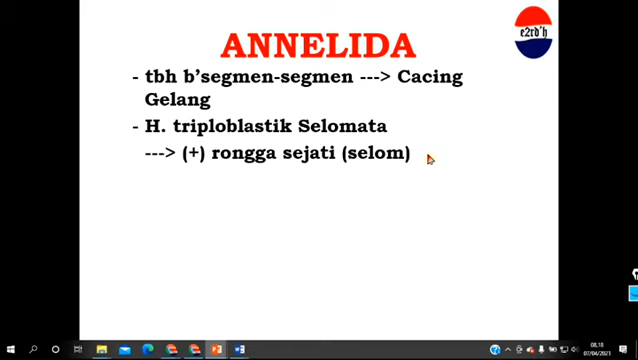 ANNELIDA
e2rd'h
- tbh b'segmen-segmen ---> Cacing
Gelang
- H. triploblastik Selomata
---> (+) rongga sejati (selom)
08,18
07/04/2021